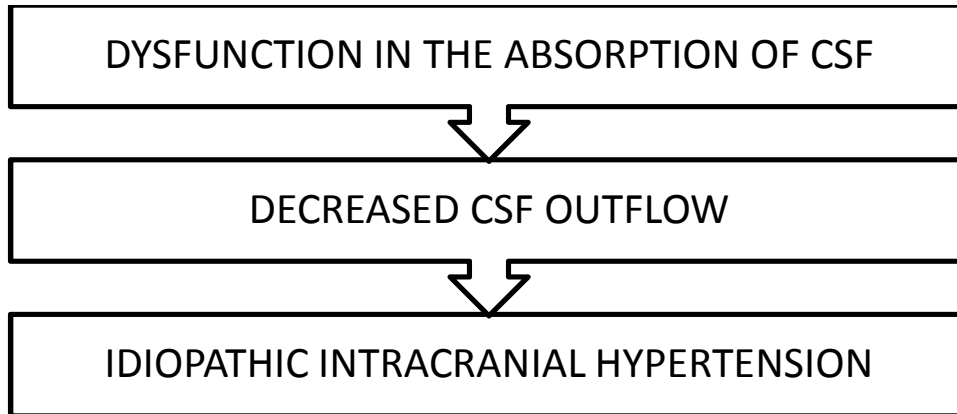 DYSFUNCTION IN THE ABSORPTION OF CSF
DECREASED CSF OUTFLOW
IDIOPATHIC INTRACRANIAL HYPERTENSION